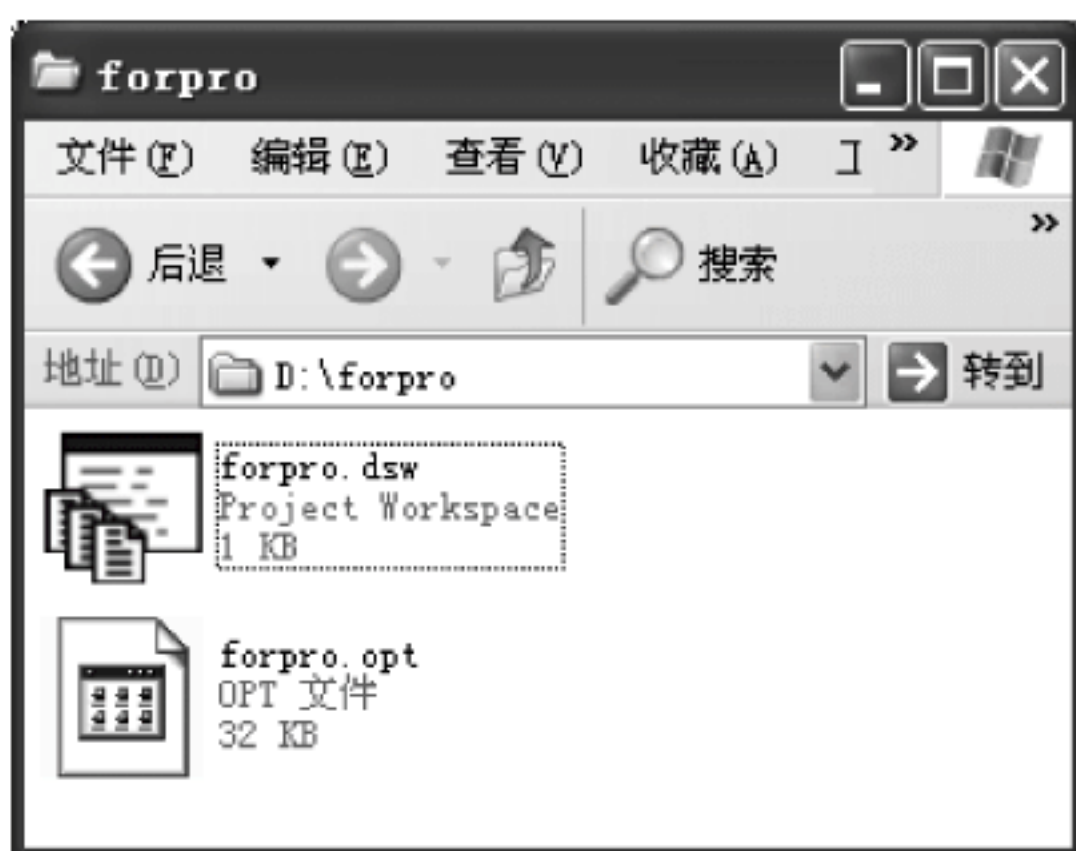 forpro
文件(F) 编辑(E) 查看(V) 收藏(A) 工 »
后退 搜索 »
地址(D) D:\forpro 转到
forpro.dsw
Project Workspace
1 KB
forpro.opt
OPT 文件
32 KB